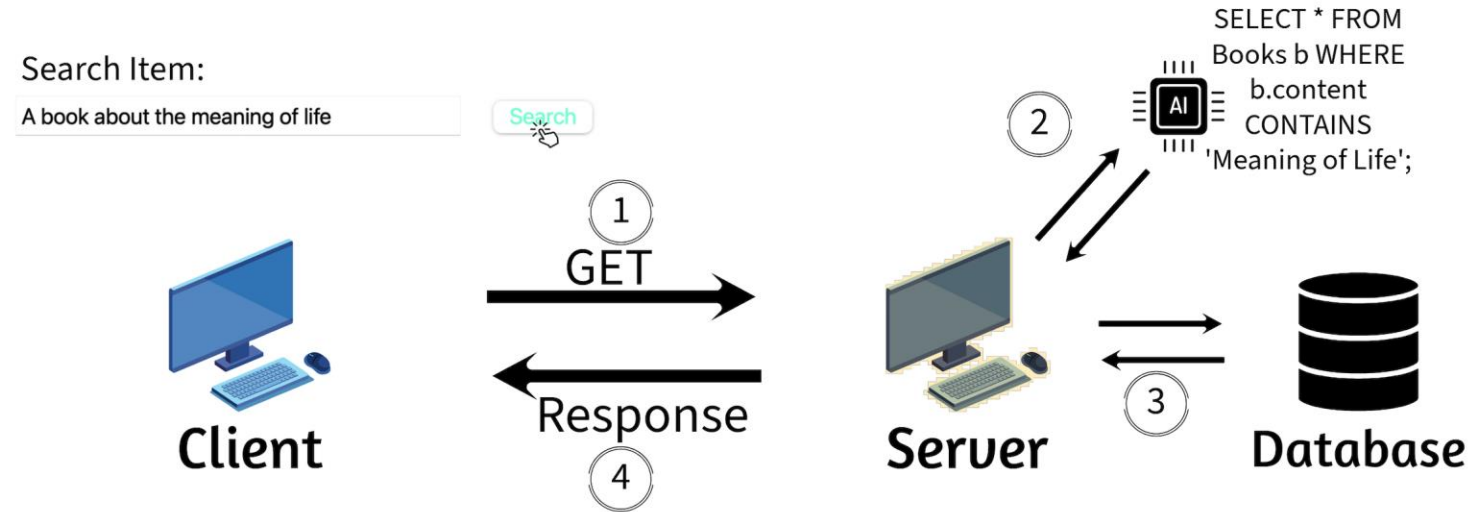 Search Item:
A book about the meaning of life
Search
SELECT * FROM
Books b WHERE
b.content
CONTAINS
'Meaning of Life';
AI
2
1
GET
Response
4
3
Client
Server
Database